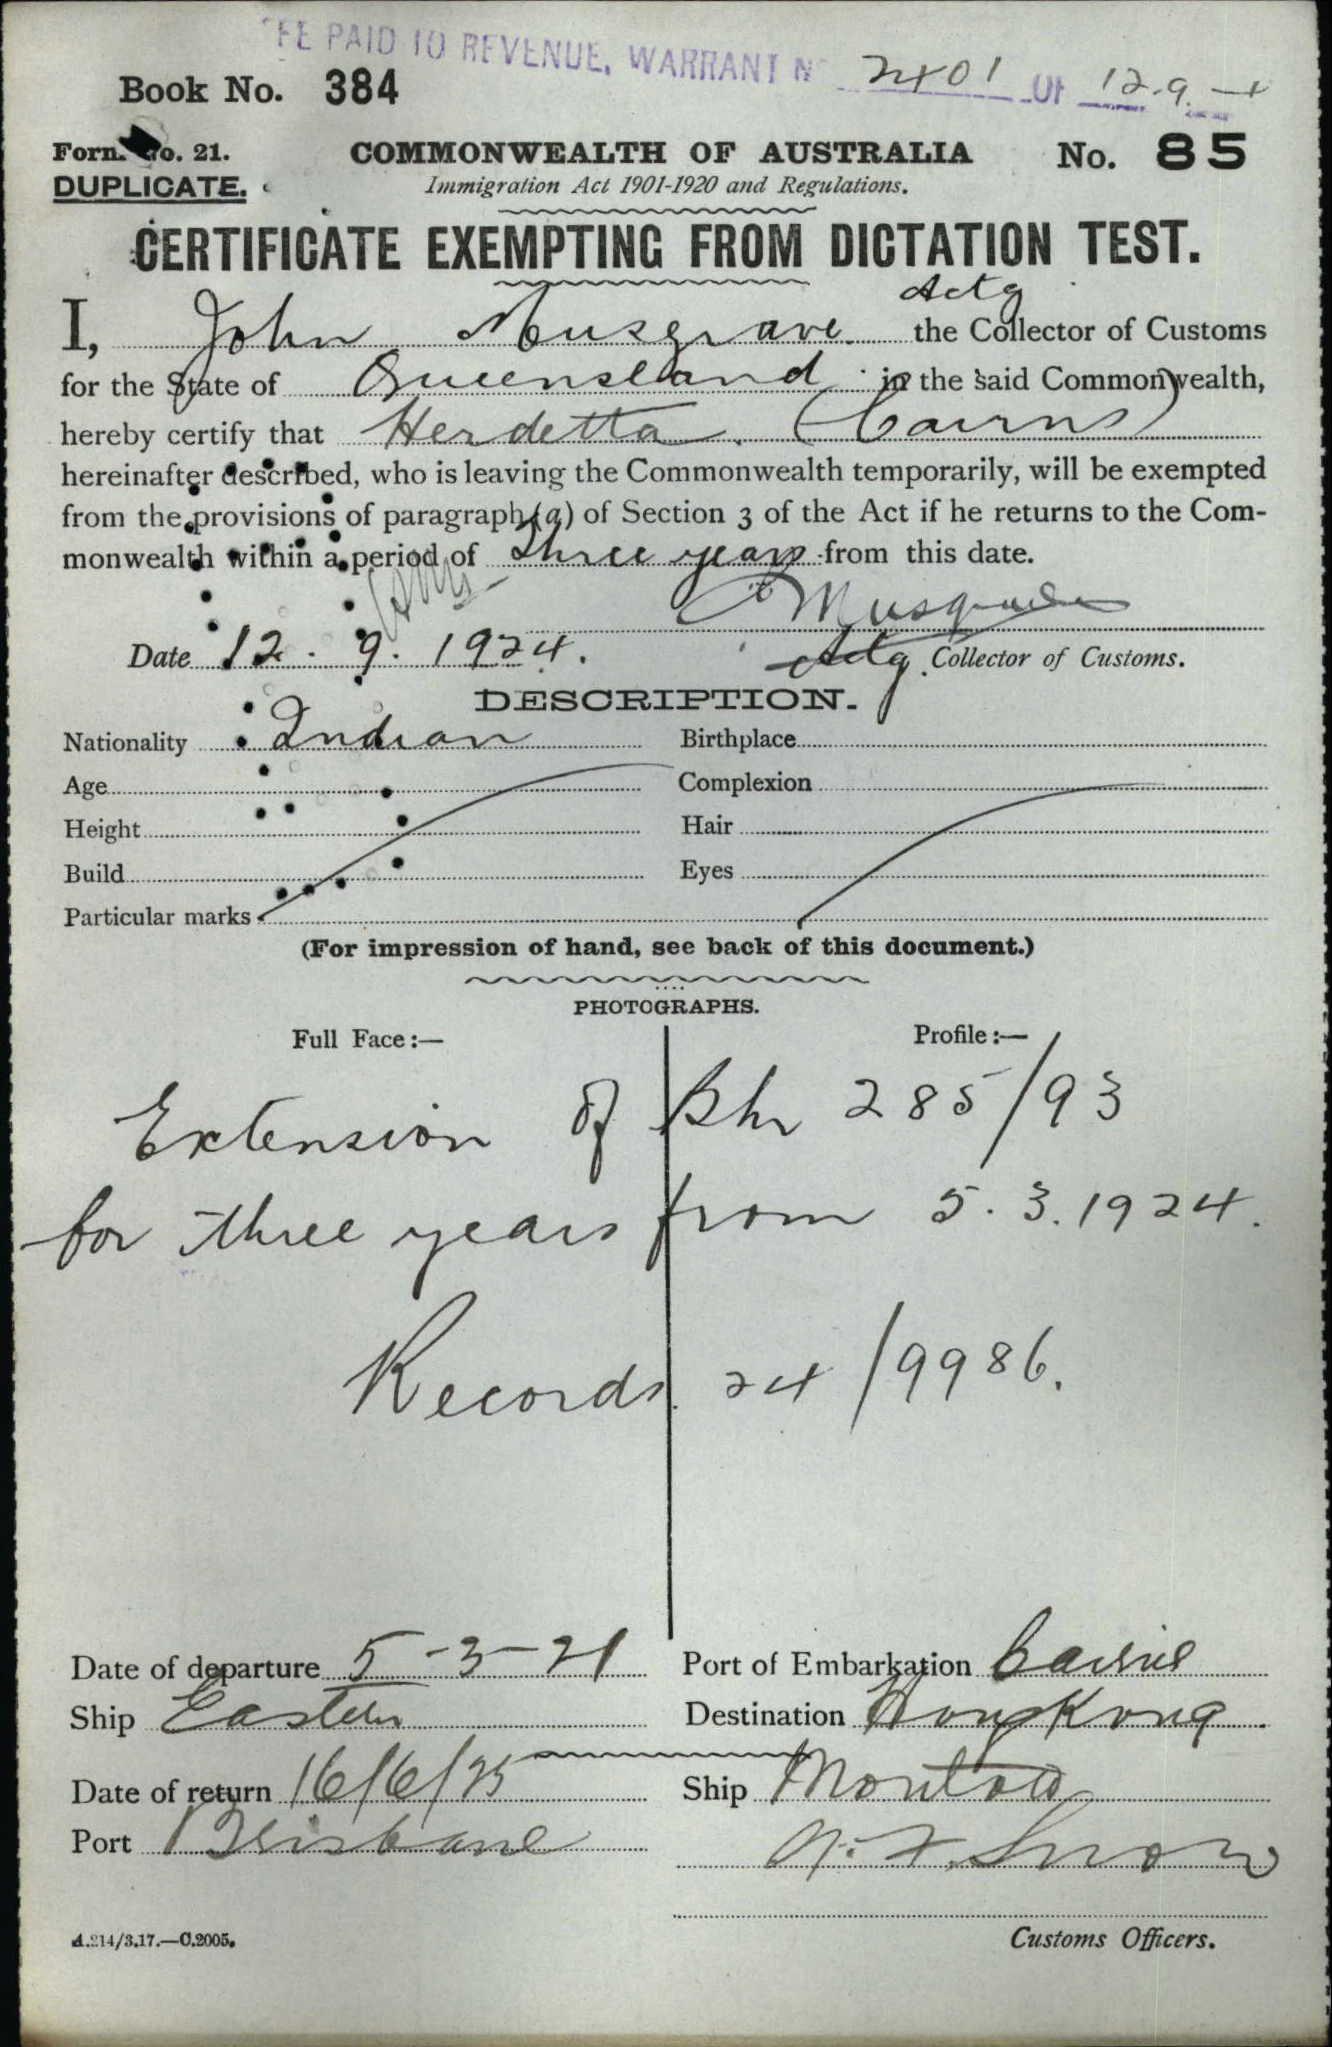 FEE PAID TO REVENUE, WARRANT No 2401 OF 12.9.
Book No. 384
Form No. 21.
DUPLICATE.
COMMONWEALTH OF AUSTRALIA
No. 85
Immigration Act 1901-1920 and Regulations.
CERTIFICATE EXEMPTING FROM DICTATION TEST.
I, John Musgrave Actg the Collector of Customs
for the State of Queensland in the said Commonwealth,
hereby certify that Herdetta. (Cairns)
hereinafter described, who is leaving the Commonwealth temporarily, will be exempted
from the provisions of paragraph (a) of Section 3 of the Act if he returns to the Com-
monwealth within a period of three years from this date.
Musgrave
Date 12. 9. 1924.
Actg Collector of Customs.
DESCRIPTION.
Nationality Indian
Birthplace
Age
Complexion
Height
Hair
Build
Eyes
Particular marks
(For impression of hand, see back of this document.)
PHOTOGRAPHS.
Full Face:—
Profile:—
Extension of Bk 285/93
for three years from 5. 3. 1924.
Records 24/9986.
Date of departure 5-3-21
Port of Embarkation Cairns
Ship Eastern
Destination Hong Kong
Date of return 16/6/25
Ship Montoro
Port Brisbane
Snow
A.214/3.17.—C.2005.
Customs Officers.